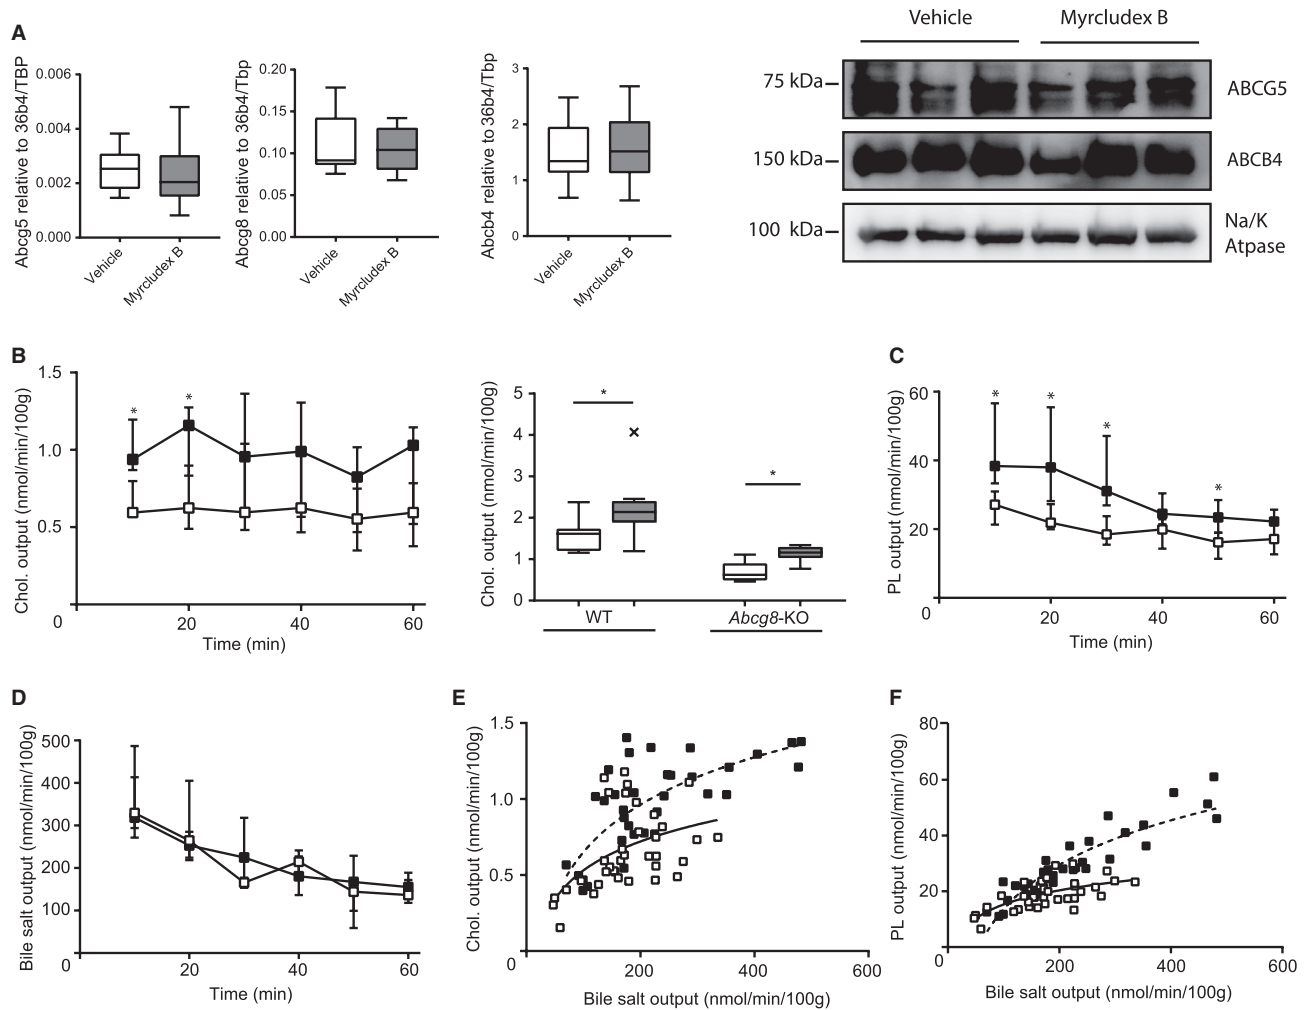 A
Abcg5 relative to 36b4/TBP
0.006
0.004
0.002
0.000
Vehicle
Myrcludex B
Abcg8 relative to 36b4/Tbp
0.20
0.15
0.10
0.05
0.00
Vehicle
Myrcludex B
Abcb4 relative to 36b4/Tbp
3
2
1
0
Vehicle
Myrcludex B
Vehicle
Myrcludex B
75 kDa
ABCG5
150 kDa
ABCB4
100 kDa
Na/K
Atpase
B
Chol. output (nmol/min/100g)
1.5
1.0
0.5
0
*
*
20
40
60
Time (min)
Chol. output (nmol/min/100g)
5
4
3
2
1
0
*
*
WT
Abcg8-KO
C
PL output (nmol/min/100g)
60
40
20
0
*
*
*
*
20
40
60
Time (min)
D
Bile salt output (nmol/min/100g)
500
400
300
200
100
0
20
40
60
Time (min)
E
Chol. output (nmol/min/100g)
1.5
1.0
0.5
0
200
400
600
Bile salt output (nmol/min/100g)
F
PL output (nmol/min/100g)
80
60
40
20
0
200
400
600
Bile salt output (nmol/min/100g)